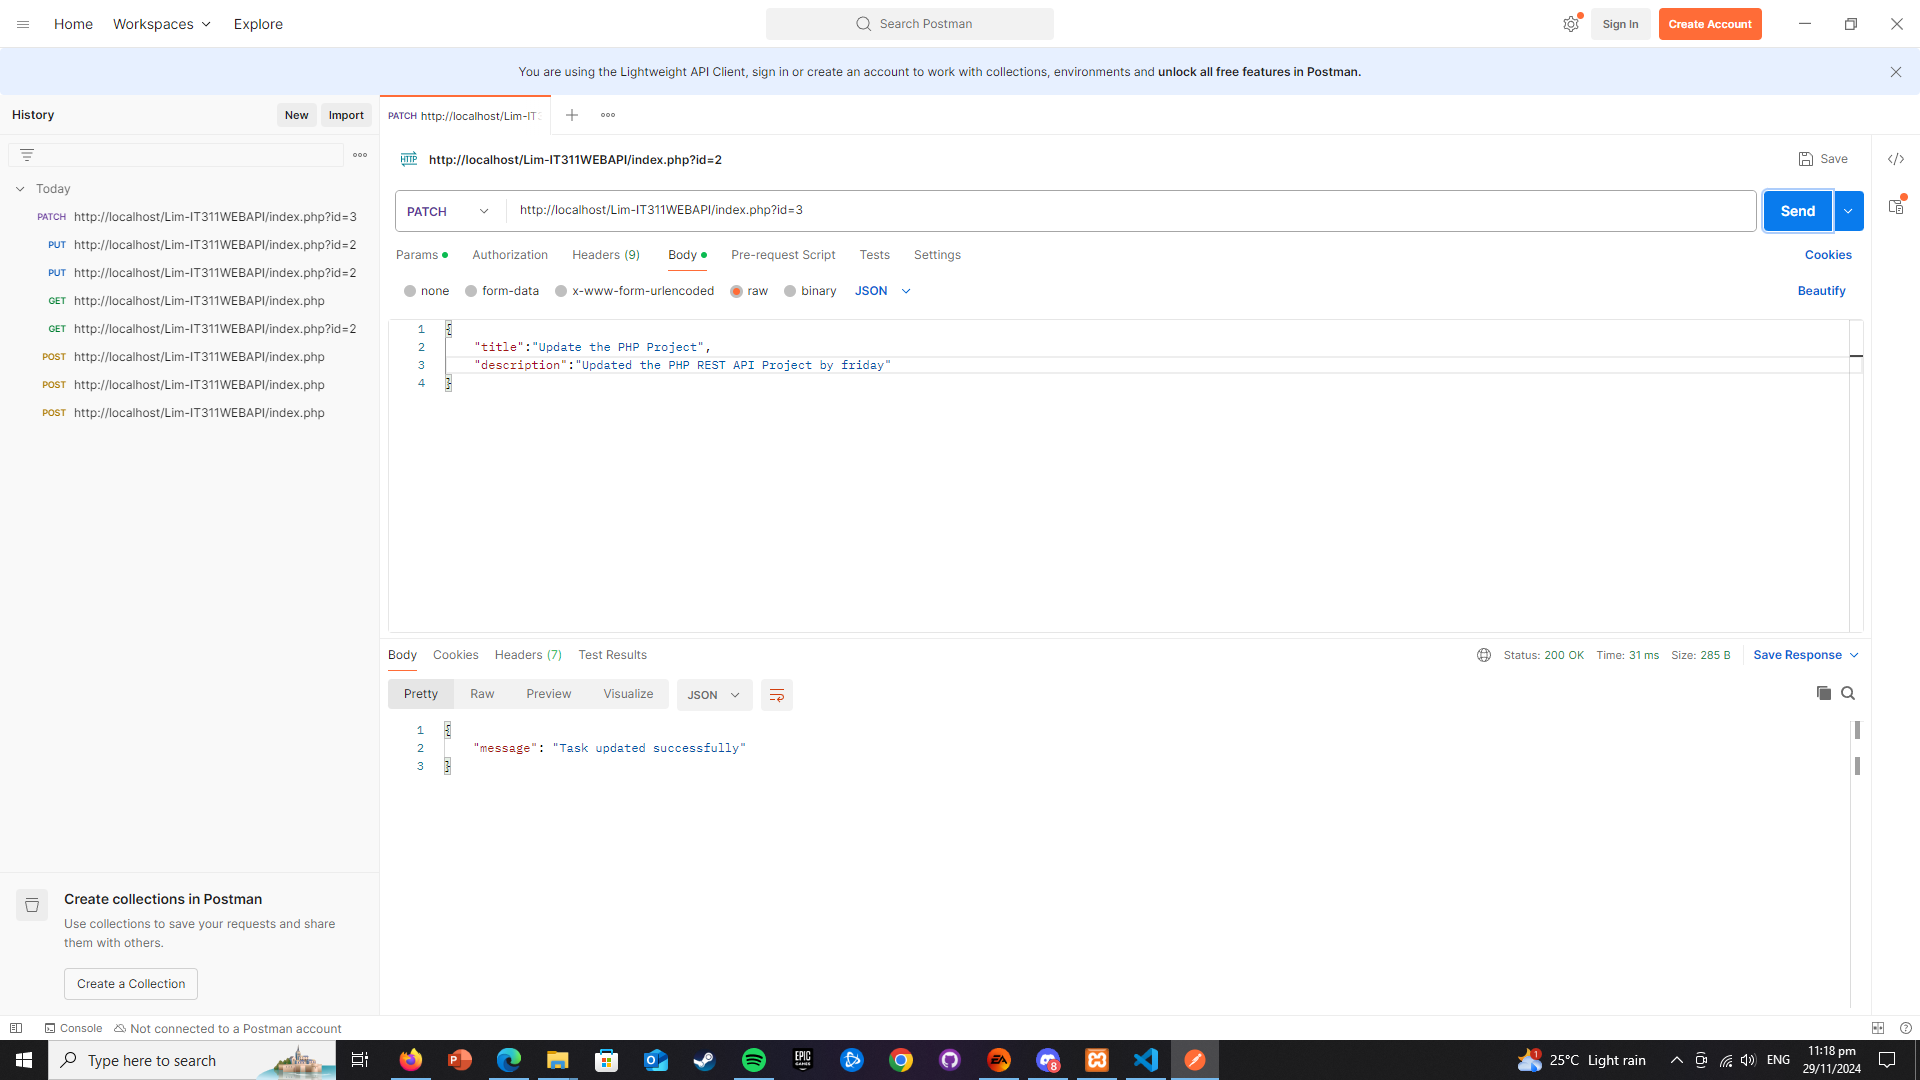 Home Workspaces Explore Search Postman Sign In Create Account
You are using the Lightweight API Client, sign in or create an account to work with collections, environments and unlock all free features in Postman.
History New Import
PATCH http://localhost/Lim-IT3
Today
PATCH http://localhost/Lim-IT311WEBAPI/index.php?id=3
PUT http://localhost/Lim-IT311WEBAPI/index.php?id=2
PUT http://localhost/Lim-IT311WEBAPI/index.php?id=2
GET http://localhost/Lim-IT311WEBAPI/index.php
GET http://localhost/Lim-IT311WEBAPI/index.php?id=2
POST http://localhost/Lim-IT311WEBAPI/index.php
POST http://localhost/Lim-IT311WEBAPI/index.php
POST http://localhost/Lim-IT311WEBAPI/index.php
Create collections in Postman
Use collections to save your requests and share
them with others.
Create a Collection
HTTP http://localhost/Lim-IT311WEBAPI/index.php?id=2 Save
PATCH http://localhost/Lim-IT311WEBAPI/index.php?id=3 Send
Params Authorization Headers (9) Body Pre-request Script Tests Settings Cookies
none form-data x-www-form-urlencoded raw binary JSON Beautify
1 {
2 "title":"Update the PHP Project",
3 "description":"Updated the PHP REST API Project by friday"
4 }
Body Cookies Headers (7) Test Results Status: 200 OK Time: 31 ms Size: 285 B Save Response
Pretty Raw Preview Visualize JSON
1 {
2 "message": "Task updated successfully"
3 }
Console Not connected to a Postman account
Type here to search
EPIC GAMES
EA
8
1
25°C Light rain
ENG
11:18 pm
29/11/2024